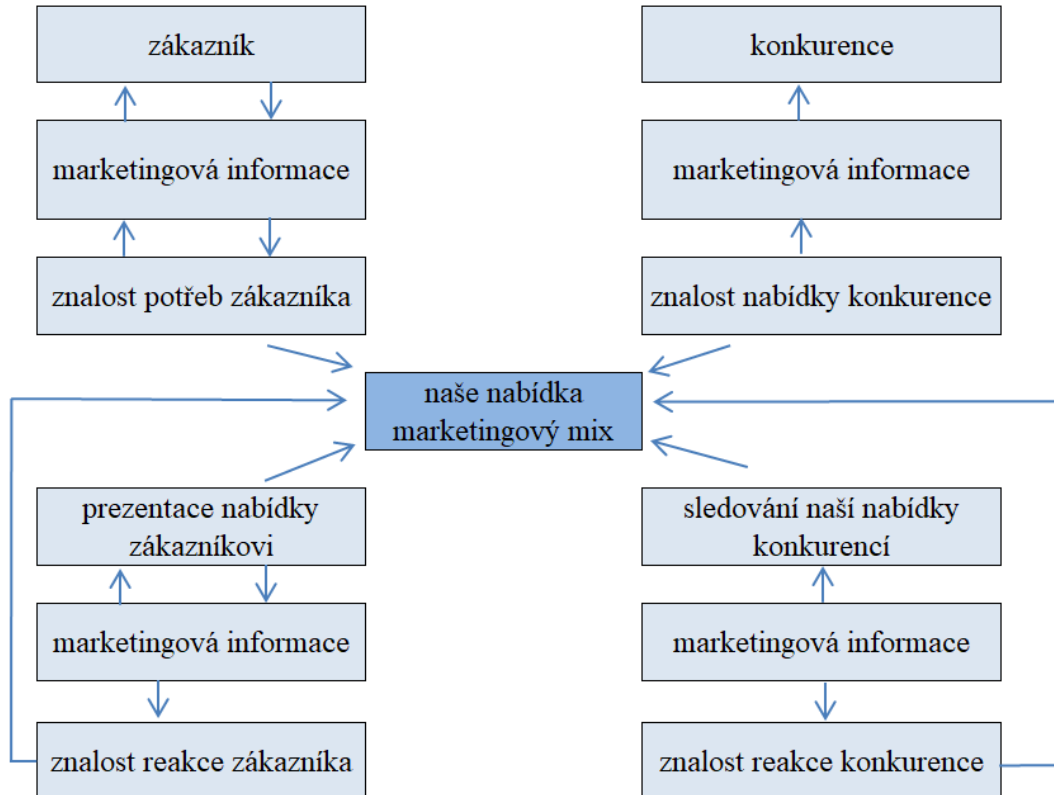 zákazník
konkurence
marketingová informace
marketingová informace
znalost potřeb zákazníka
znalost nabídky konkurence
naše nabídka
marketingový mix
prezentace nabídky
zákazníkovi
sledování naší nabídky
konkurencí
marketingová informace
marketingová informace
znalost reakce zákazníka
znalost reakce konkurence